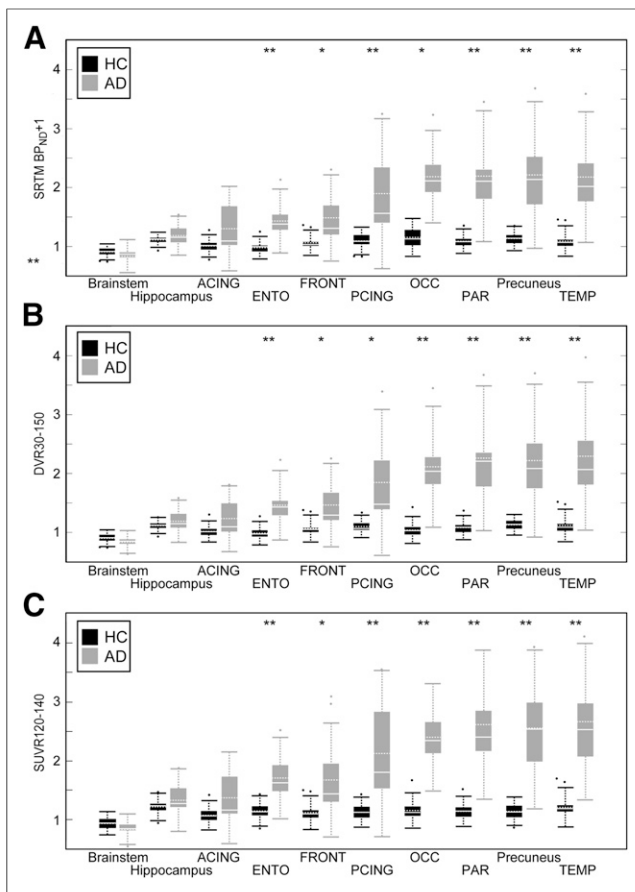 A
** * ** * ** ** **
HC
AD
4
3
2
1
SRTM BPND+1
**
Brainstem ACING FRONT OCC Precuneus
Hippocampus ENTO PCING PAR TEMP
B
** * * ** ** ** **
HC
AD
4
3
2
1
DVR30-150
Brainstem ACING FRONT OCC Precuneus
Hippocampus ENTO PCING PAR TEMP
C
** * ** ** ** ** **
HC
AD
4
3
2
1
SUVR120-140
Brainstem ACING FRONT OCC Precuneus
Hippocampus ENTO PCING PAR TEMP